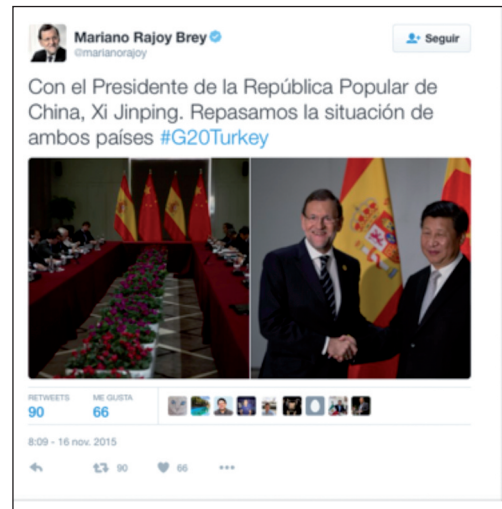 Mariano Rajoy Brey
@marianorajoy
Seguir
Con el Presidente de la República Popular de
China, Xi Jinping. Repasamos la situación de
ambos países #G20Turkey
RETWEETS
90
ME GUSTA
66
8:09 - 16 nov. 2015
90
66